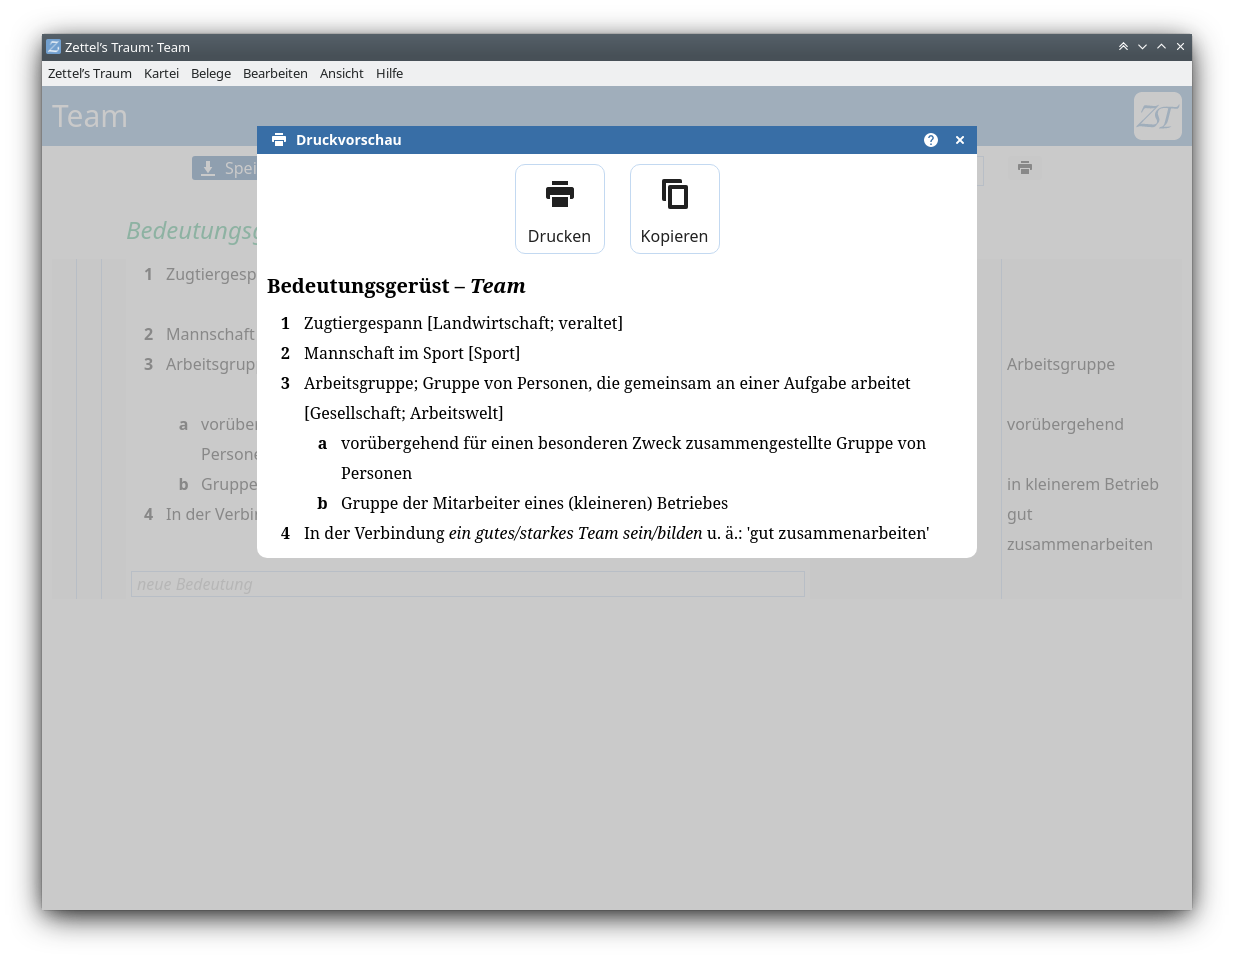 Zettel’s Traum: Team
Zettel’s Traum Kartei Belege Bearbeiten Ansicht Hilfe
Team
ZT
Druckvorschau
Drucken Kopieren
Bedeutungsgerüst – Team
1 Zugtiergespann [Landwirtschaft; veraltet]
2 Mannschaft im Sport [Sport]
3 Arbeitsgruppe; Gruppe von Personen, die gemeinsam an einer Aufgabe arbeitet
[Gesellschaft; Arbeitswelt]
a vorübergehend für einen besonderen Zweck zusammengestellte Gruppe von
Personen
b Gruppe der Mitarbeiter eines (kleineren) Betriebes
4 In der Verbindung ein gutes/starkes Team sein/bilden u. ä.: 'gut zusammenarbeiten'
Spei
Bedeutungsg
1 Zugtiergesp
2 Mannschaft
3 Arbeitsgrup
Arbeitsgruppe
a vorüber
vorübergehend
Persone
b Gruppe
in kleinerem Betrieb
4 In der Verbin
gut
zusammenarbeiten
neue Bedeutung